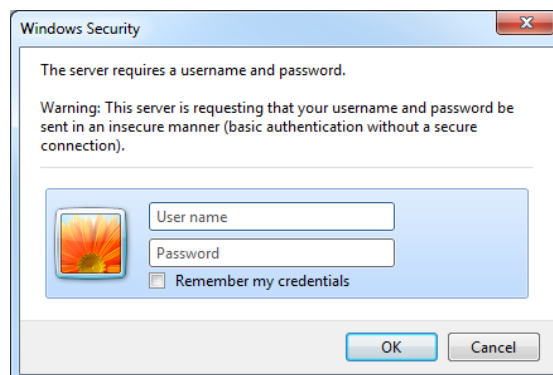 Windows Security
The server requires a username and password.
Warning: This server is requesting that your username and password be
sent in an insecure manner (basic authentication without a secure
connection).
User name
Password
Remember my credentials
OK
Cancel